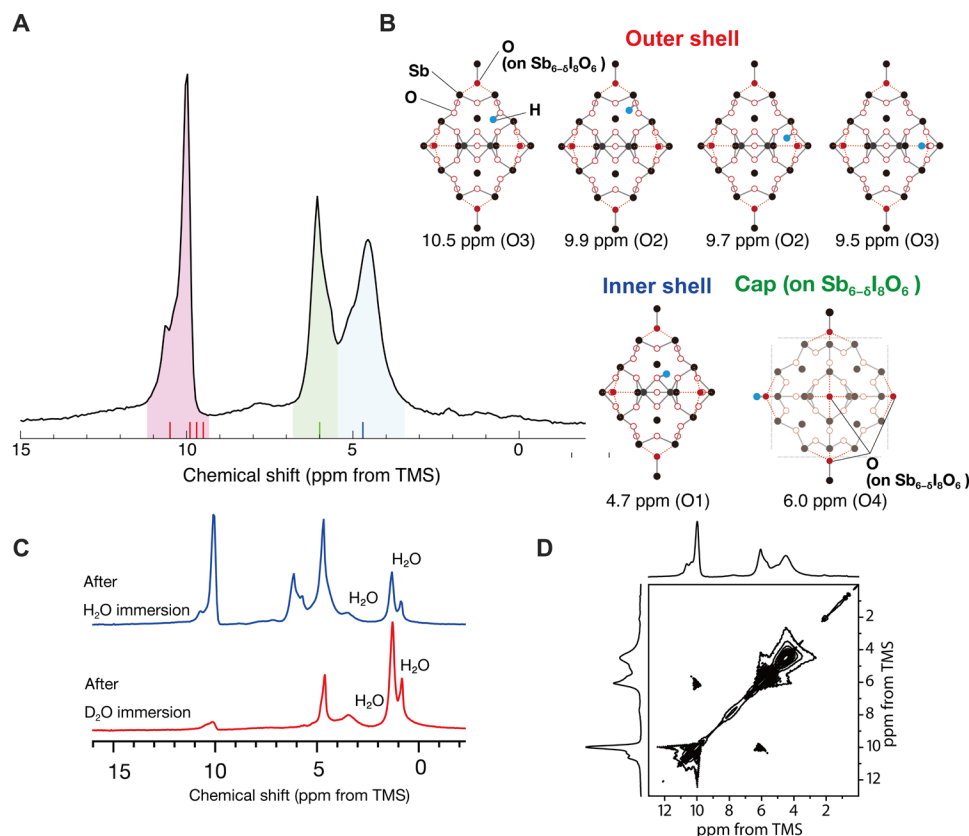 A
15
10
5
0
Chemical shift (ppm from TMS)
B
Outer shell
O
(on Sb6–δI8O6 )
Sb
O
H
10.5 ppm (O3)
9.9 ppm (O2)
9.7 ppm (O2)
9.5 ppm (O3)
Inner shell
Cap (on Sb6–δI8O6 )
O
(on Sb6–δI8O6 )
4.7 ppm (O1)
6.0 ppm (O4)
C
After
H2O immersion
H2O
H2O
After
D2O immersion
H2O
H2O
15
10
5
0
Chemical shift (ppm from TMS)
D
2
4
6
8
10
12
ppm from TMS
12 10 8 6 4 2
ppm from TMS